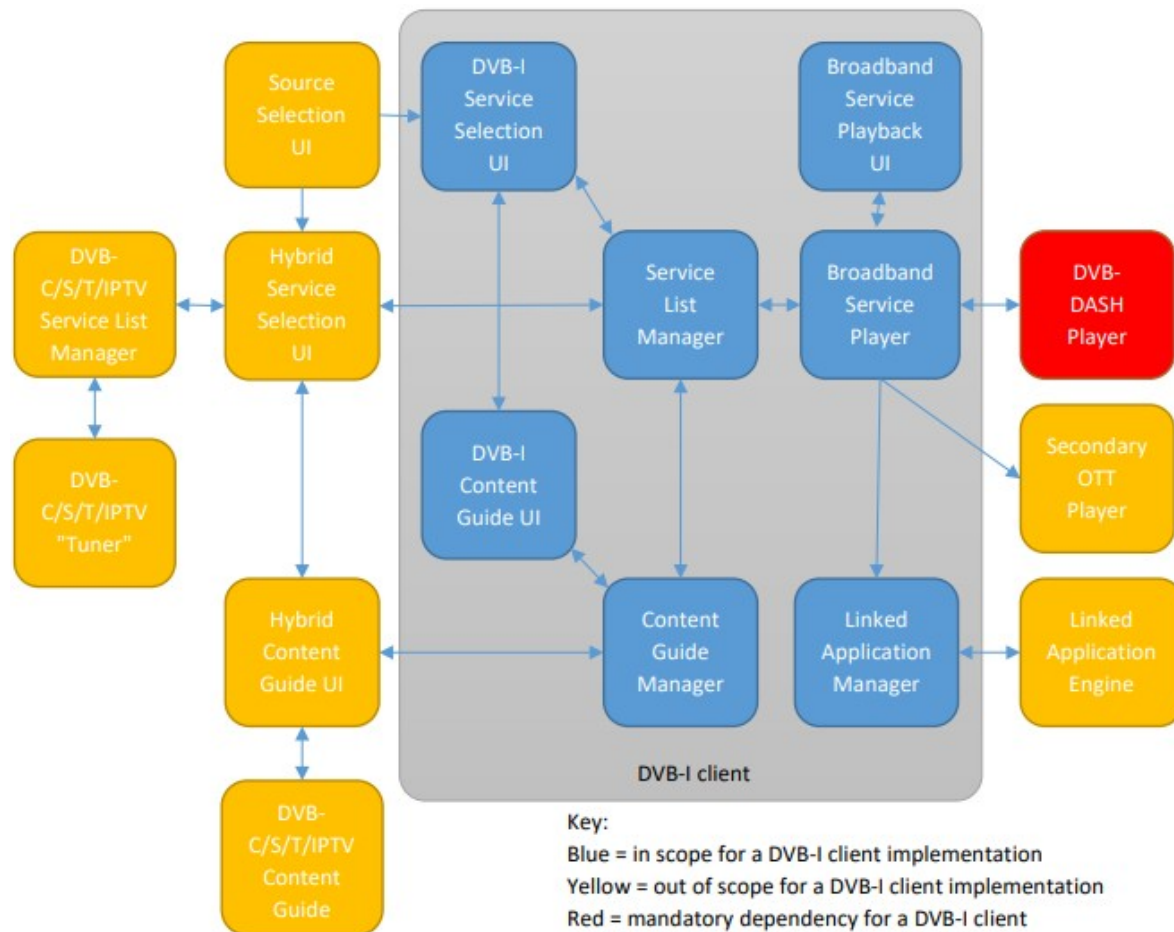 Source
Selection
UI
DVB-I
Service
Selection
UI
Broadband
Service
Playback
UI
DVB-
C/S/T/IPTV
Service List
Manager
Hybrid
Service
Selection
UI
Service
List
Manager
Broadband
Service
Player
DVB-
DASH
Player
DVB-
C/S/T/IPTV
"Tuner"
DVB-I
Content
Guide UI
Secondary
OTT
Player
Hybrid
Content
Guide UI
Content
Guide
Manager
Linked
Application
Manager
Linked
Application
Engine
DVB-I client
DVB-
C/S/T/IPTV
Content
Guide
Key:
Blue = in scope for a DVB-I client implementation
Yellow = out of scope for a DVB-I client implementation
Red = mandatory dependency for a DVB-I client